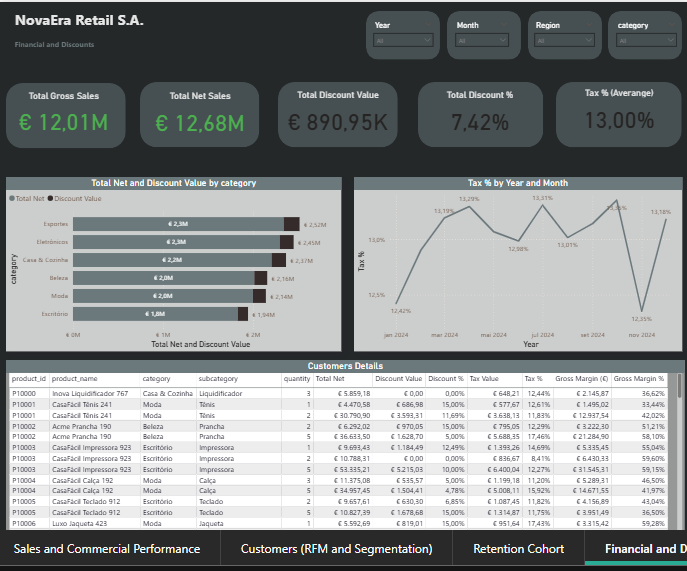 NovaEra Retail S.A.
Financial and Discounts
Year
All
Month
All
Region
All
category
All
Total Gross Sales
€ 12,01M
Total Net Sales
€ 12,68M
Total Discount Value
€ 890,95K
Total Discount %
7,42%
Tax % (Averange)
13,00%
Total Net and Discount Value by category
Total Net Discount Value
category
Esportes € 2,3M € 2,52M
Eletrônicos € 2,3M € 2,45M
Casa & Cozinha € 2,2M € 2,37M
Beleza € 2,0M € 2,16M
Moda € 2,0M € 2,14M
Escritório € 1,8M € 1,94M
€ 0M € 1M € 2M
Total Net and Discount Value
Tax % by Year and Month
Tax %
13,0%
12,5%
12,42%
13,19%
13,29%
12,98%
13,31%
13,01%
12,35%
13,18%
jan 2024 mar 2024 mai 2024 jul 2024 set 2024 nov 2024
Year
Customers Details
product_id product_name category subcategory quantity Total Net Discount Value Discount % Tax Value Tax % Gross Margin (€) Gross Margin %
P10000 Inova Liquidificador 767 Casa & Cozinha Liquidificador 3 € 5.859,18 € 0,00 0,00% € 648,21 12,44% € 2.145,87 36,62%
P10001 CasaFácil Tênis 241 Moda Tênis 1 € 4.470,58 € 686,98 15,00% € 577,67 12,61% € 1.495,02 33,44%
P10001 CasaFácil Tênis 241 Moda Tênis 2 € 30.790,90 € 3.593,31 11,69% € 3.638,13 11,83% € 12.937,54 42,02%
P10002 Acme Prancha 190 Beleza Prancha 2 € 6.292,02 € 970,05 15,00% € 795,05 12,29% € 3.222,30 51,21%
P10002 Acme Prancha 190 Beleza Prancha 5 € 36.633,50 € 1.628,70 5,00% € 5.688,35 17,46% € 21.284,90 58,10%
P10003 CasaFácil Impressora 923 Escritório Impressora 1 € 9.693,43 € 1.184,49 12,49% € 1.393,26 14,69% € 5.335,45 55,04%
P10003 CasaFácil Impressora 923 Escritório Impressora 2 € 10.788,31 € 0,00 0,00% € 836,67 8,41% € 6.430,33 59,60%
P10003 CasaFácil Impressora 923 Escritório Impressora 5 € 53.335,21 € 5.215,03 10,00% € 6.400,04 12,27% € 31.545,31 59,15%
P10004 CasaFácil Calça 192 Moda Calça 3 € 11.375,08 € 535,57 5,00% € 1.199,18 11,20% € 5.289,31 46,50%
P10004 CasaFácil Calça 192 Moda Calça 5 € 34.957,45 € 1.504,41 4,78% € 5.008,11 15,92% € 14.671,55 41,97%
P10005 CasaFácil Teclado 912 Escritório Teclado 2 € 9.657,61 € 630,30 6,85% € 1.087,45 11,82% € 4.156,89 43,04%
P10005 CasaFácil Teclado 912 Escritório Teclado 5 € 10.827,39 € 1.678,68 15,00% € 1.314,87 11,75% € 3.951,49 36,50%
P10006 Luxo Jaqueta 423 Moda Jaqueta 1 € 5.592,69 € 819,01 15,00% € 951,64 17,43% € 3.315,42 59,28%
Sales and Commercial Performance
Customers (RFM and Segmentation)
Retention Cohort
Financial and D